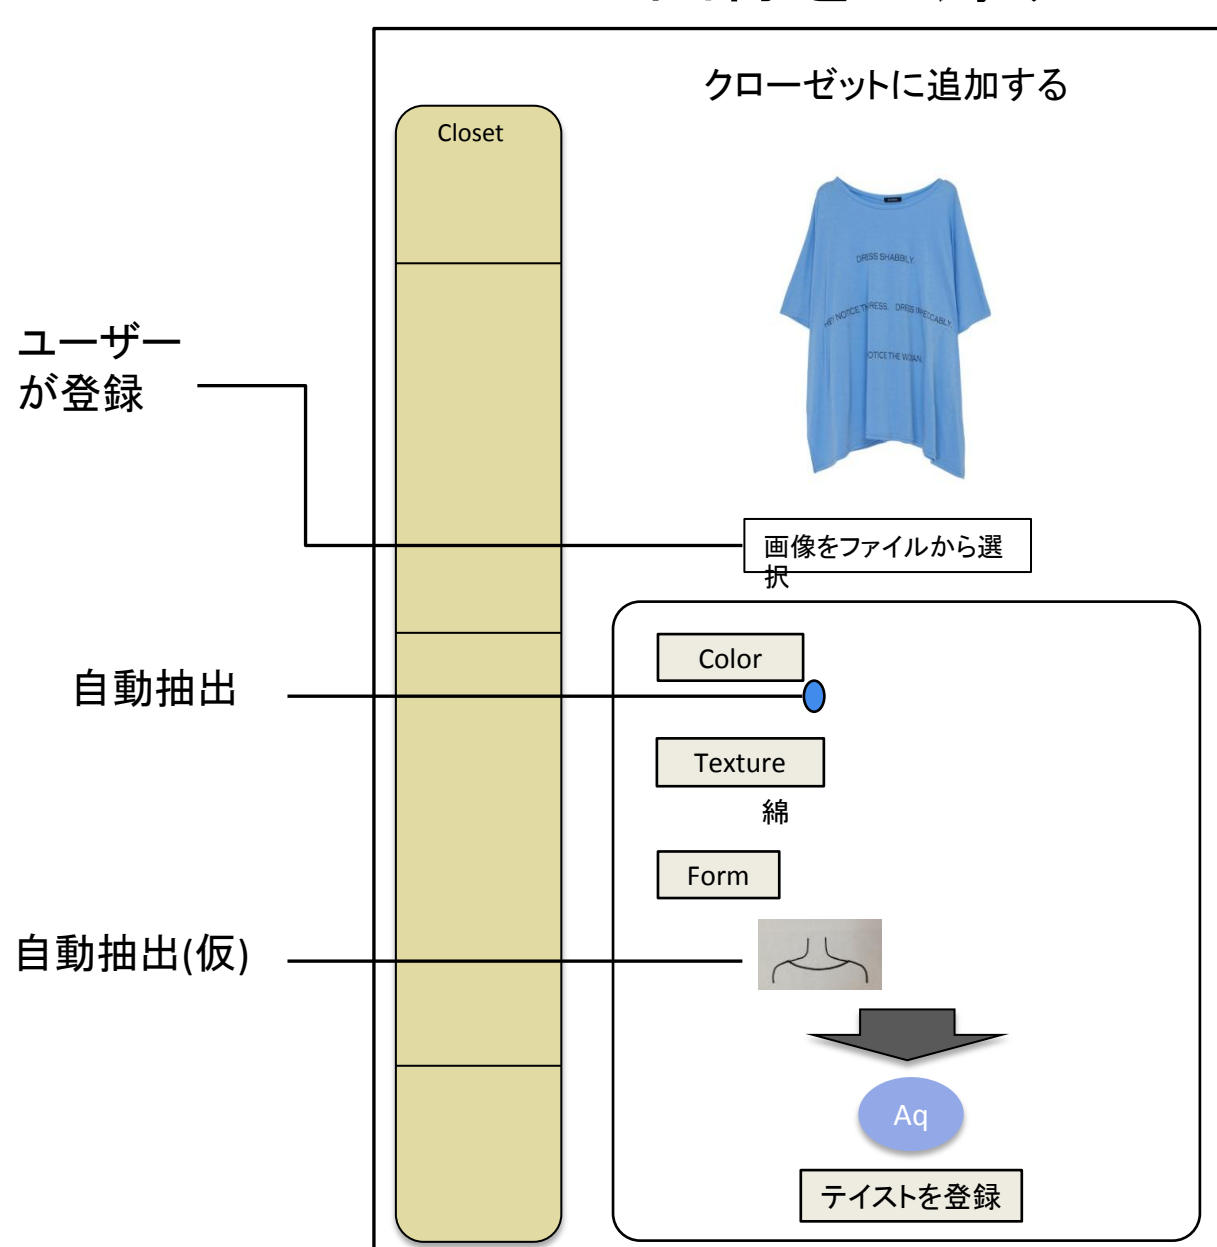 クローゼットに追加する
Closet
DRESS SHABBILY.
DRESS
ユーザー
が登録
画像をファイルから選
択
Color
自動抽出
Texture
綿
Form
自動抽出(仮)
Aq
テイストを登録